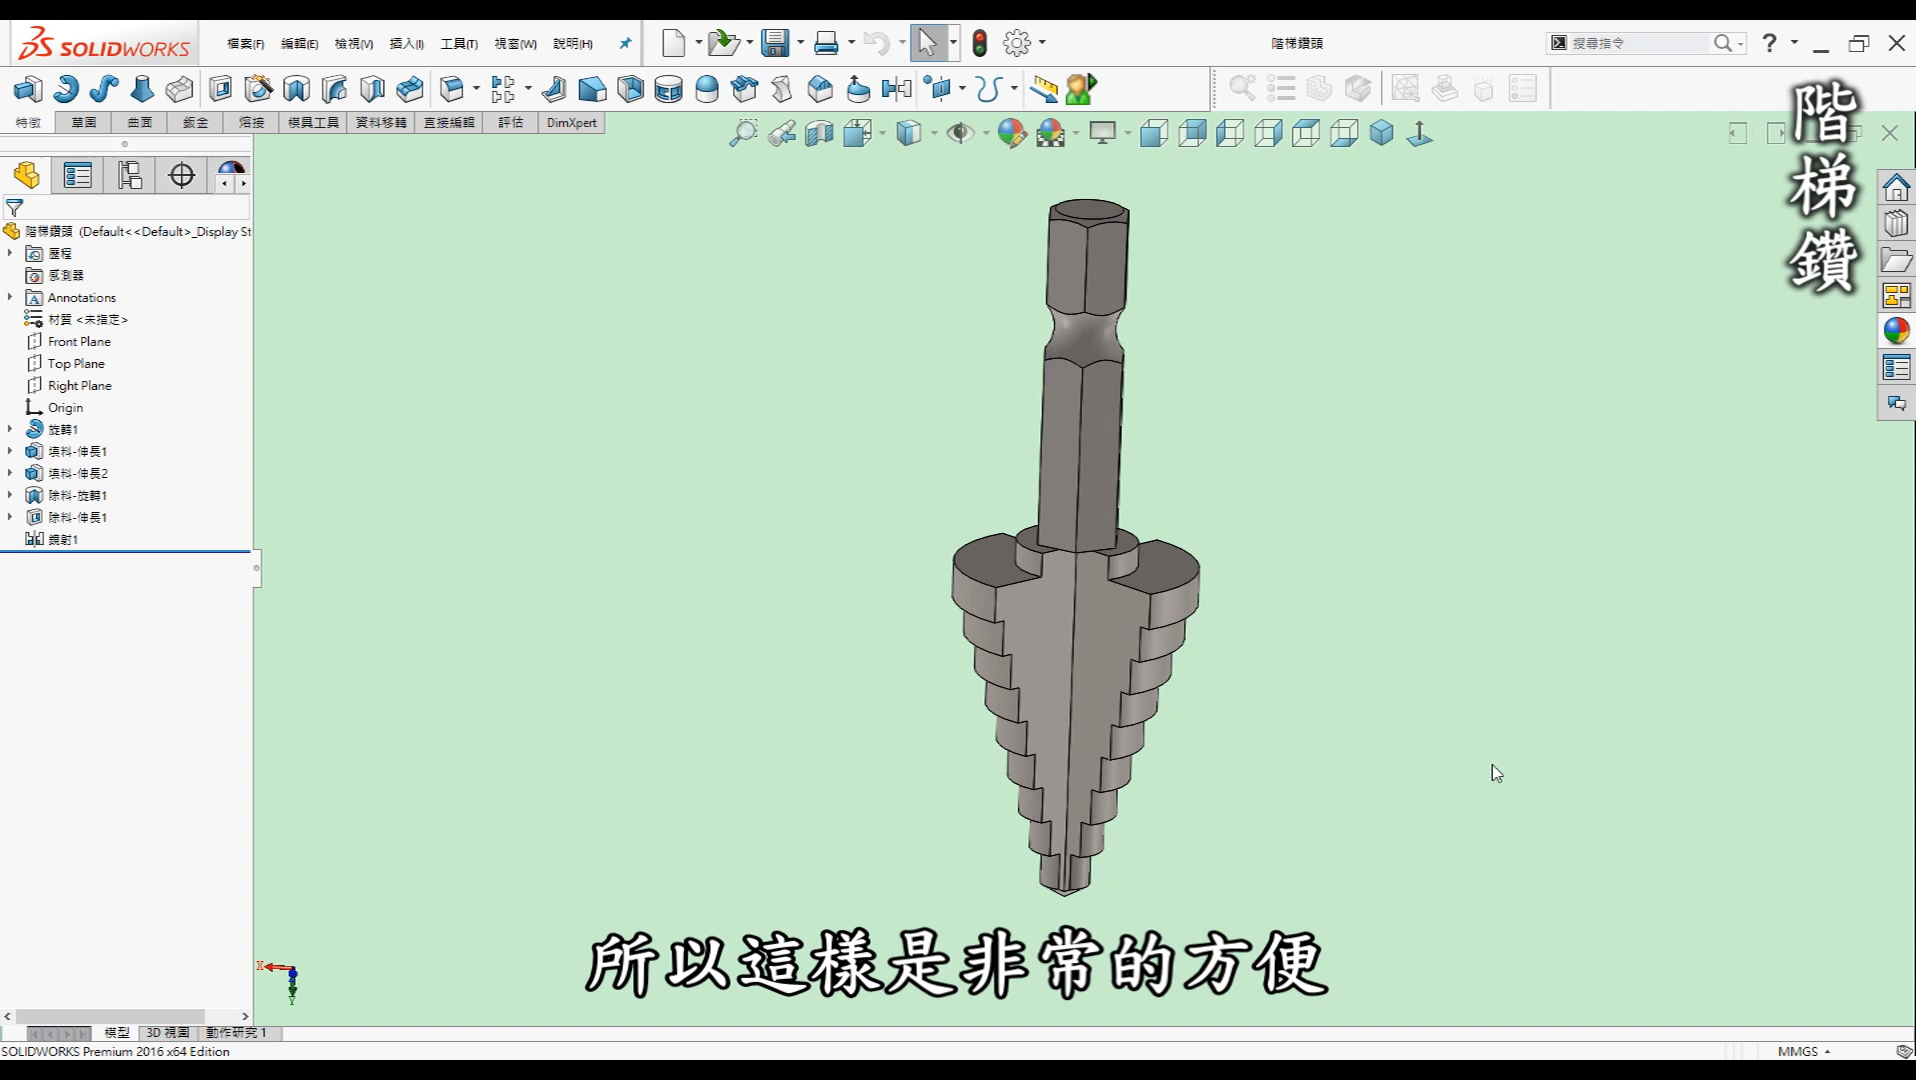 SOLIDWORKS
檔案(F) 編輯(E) 檢視(V) 插入(I) 工具(T) 視窗(W) 說明(H)
階梯鑽頭
搜尋指令
特徵 草圖 曲面 鈑金 熔接 模具工具 資料移轉 直接編輯 評估 DimXpert
階梯鑽
階梯鑽頭 (Default<<Default>_Display St
歷程
感測器
Annotations
材質 <未指定>
Front Plane
Top Plane
Right Plane
Origin
旋轉1
填料-伸長1
填料-伸長2
除料-旋轉1
除料-伸長1
鏡射1
所以這樣是非常的方便
X
Y
模型 3D 視圖 動作研究 1
SOLIDWORKS Premium 2016 x64 Edition
MMGS